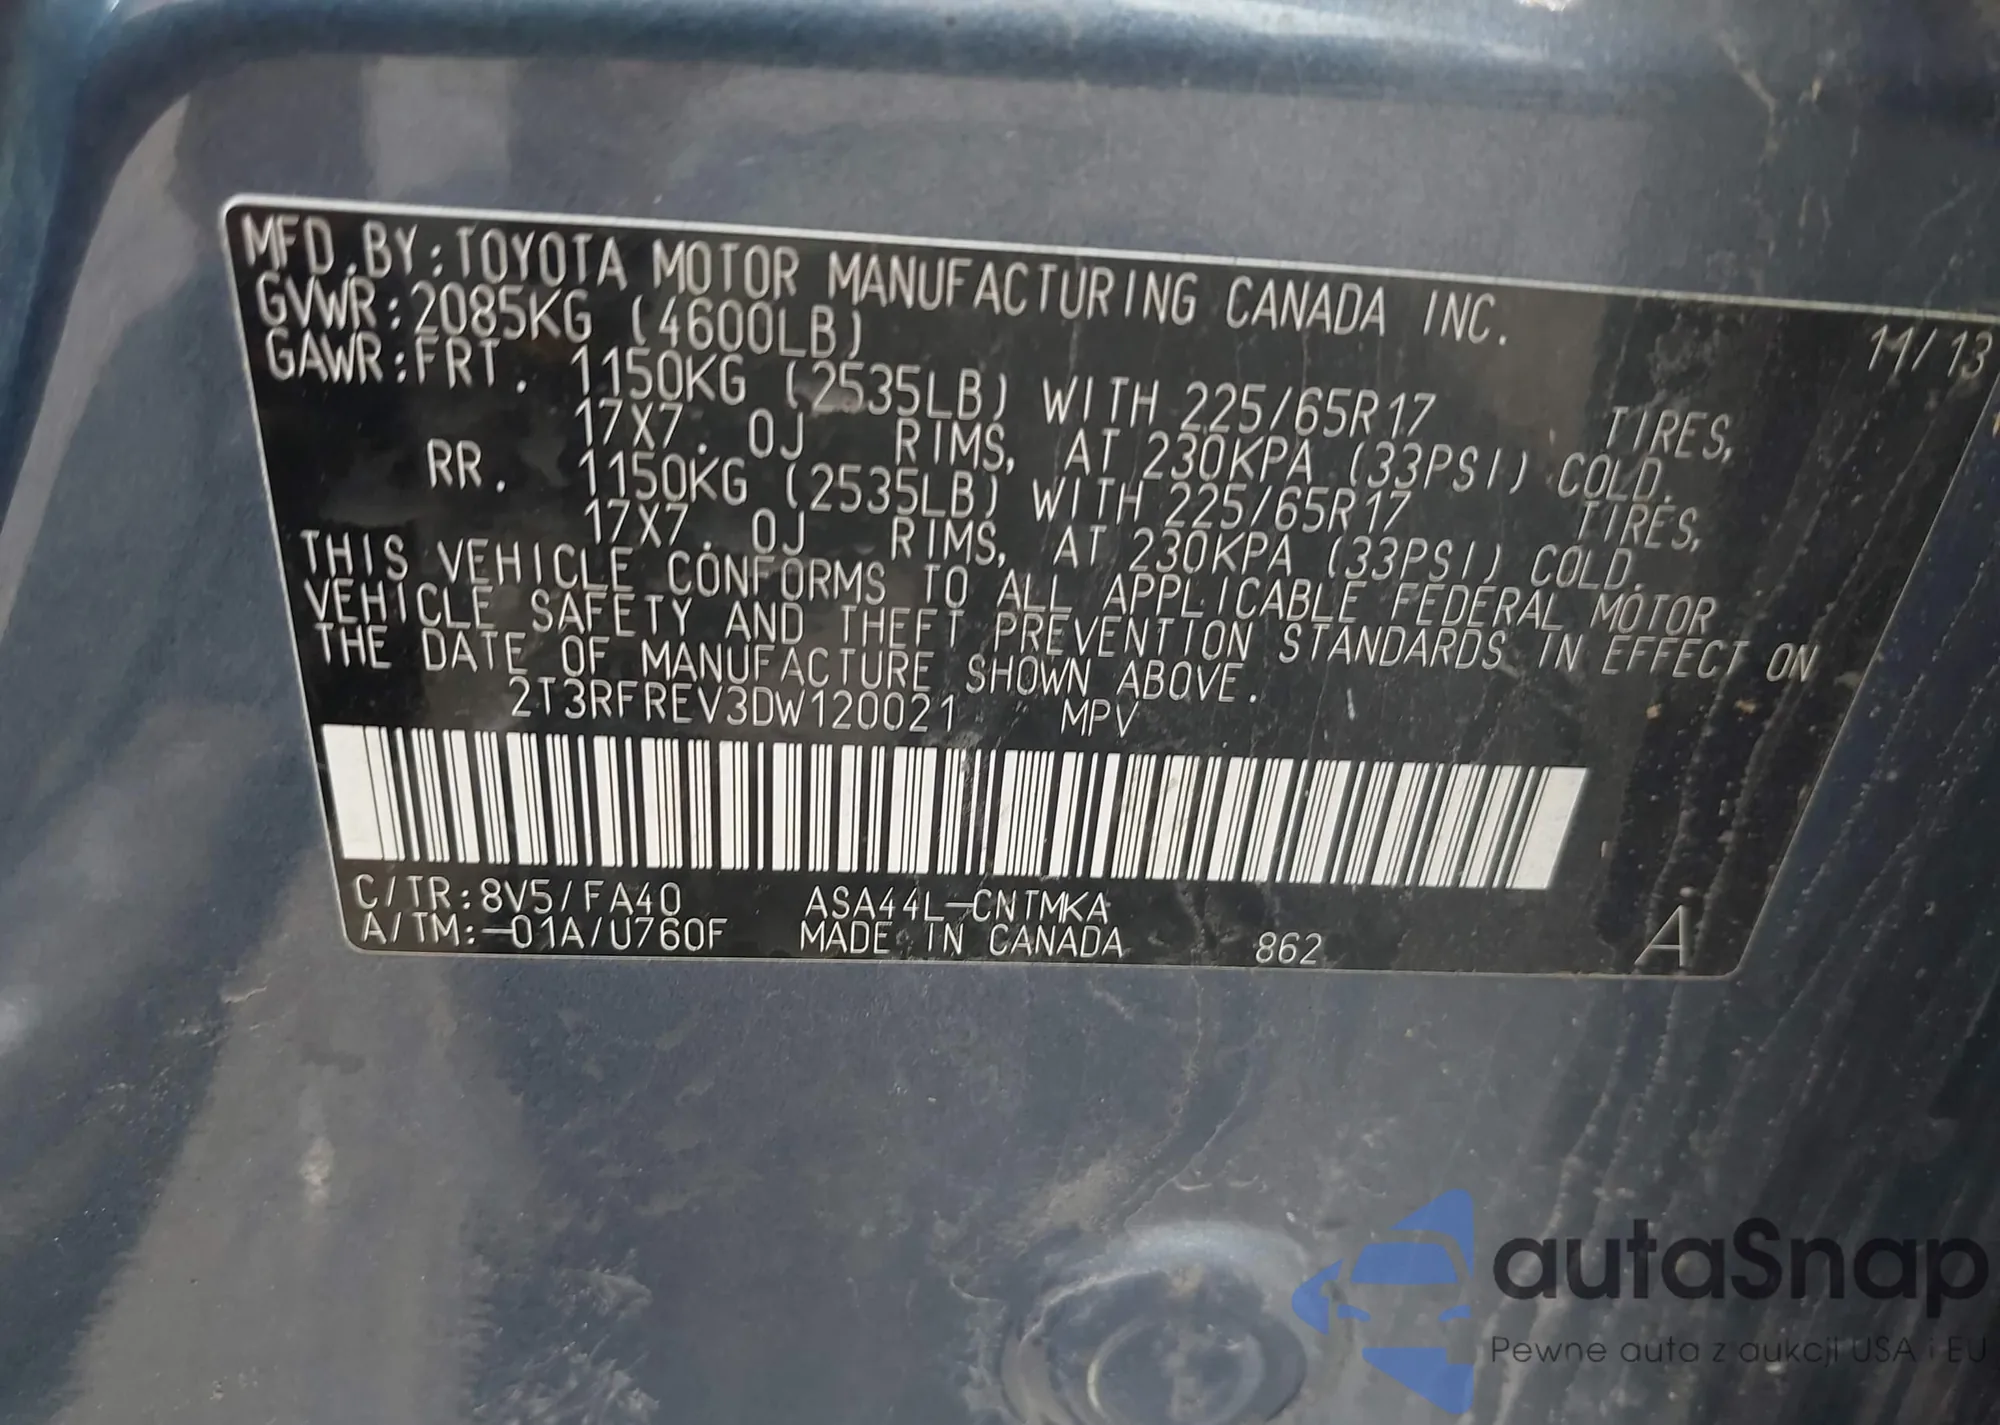 MFD.BY:TOYOTA MOTOR MANUFACTURING CANADA INC.
GVWR:2085KG (4600LB) 11/13
GAWR:FRT. 1150KG (2535LB) WITH 225/65R17 TIRES,
17X7.0J RIMS, AT 230KPA (33PSI) COLD.
RR. 1150KG (2535LB) WITH 225/65R17 TIRES,
17X7.0J RIMS, AT 230KPA (33PSI) COLD.
THIS VEHICLE CONFORMS TO ALL APPLICABLE FEDERAL MOTOR
VEHICLE SAFETY AND THEFT PREVENTION STANDARDS IN EFFECT ON
THE DATE OF MANUFACTURE SHOWN ABOVE.
2T3RFREV3DW120021 MPV
C/TR:8V5/FA40 ASA44L-CNTMKA
A/TM:-01A/U760F MADE IN CANADA 862 A
autaSnap
Pewne auta z aukcji USA i EU